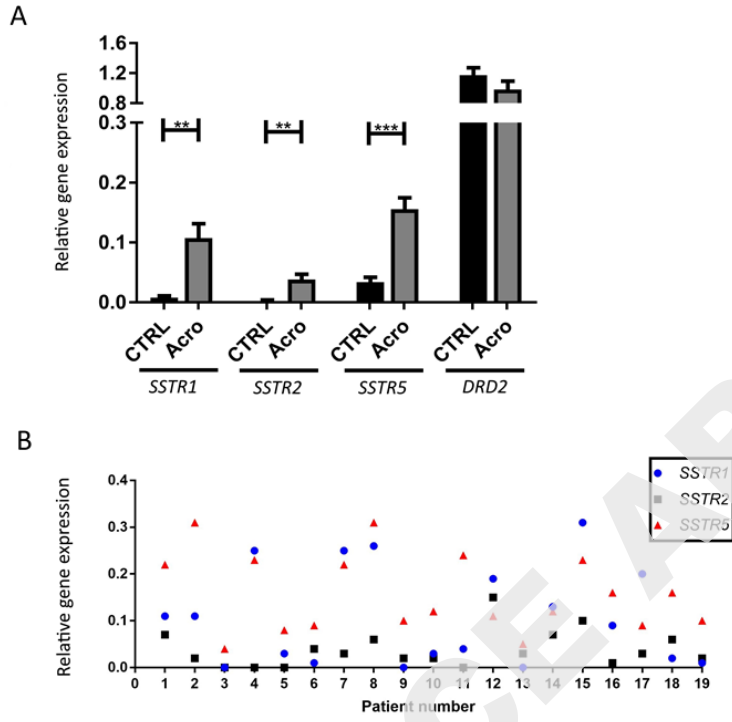 A
Relative gene expression
1.6
1.2
0.8
0.3
0.2
0.1
0.0
** ** ***
CTRL Acro CTRL Acro CTRL Acro CTRL Acro
SSTR1 SSTR2 SSTR5 DRD2
B
Relative gene expression
0.4
0.3
0.2
0.1
0.0
SSTR1
SSTR2
SSTR5
0 1 2 3 4 5 6 7 8 9 10 11 12 13 14 15 16 17 18 19
Patient number